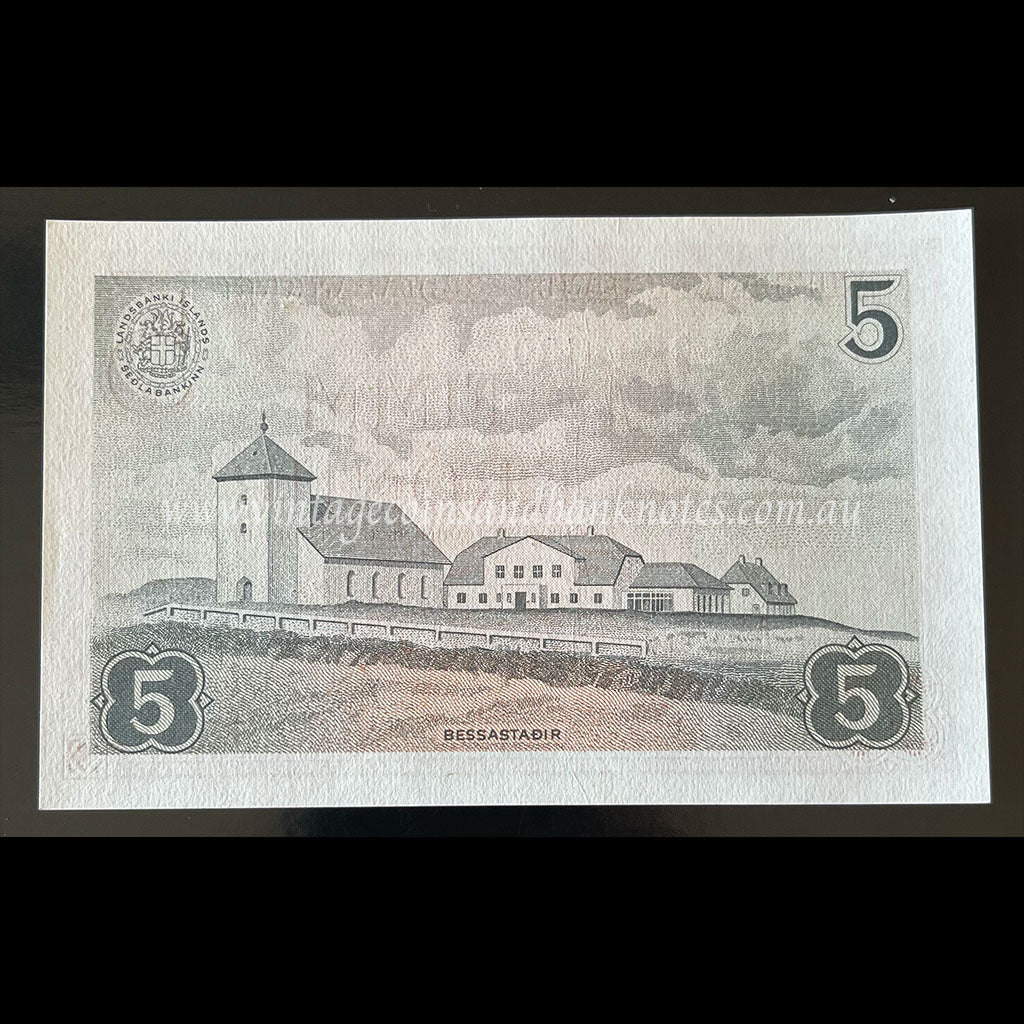 LANDSBANKI ÍSLANDS
SEÐLABANKINN
5
www.vintagecoinsandbanknotes.com.au
5
5
BESSASTAÐIR